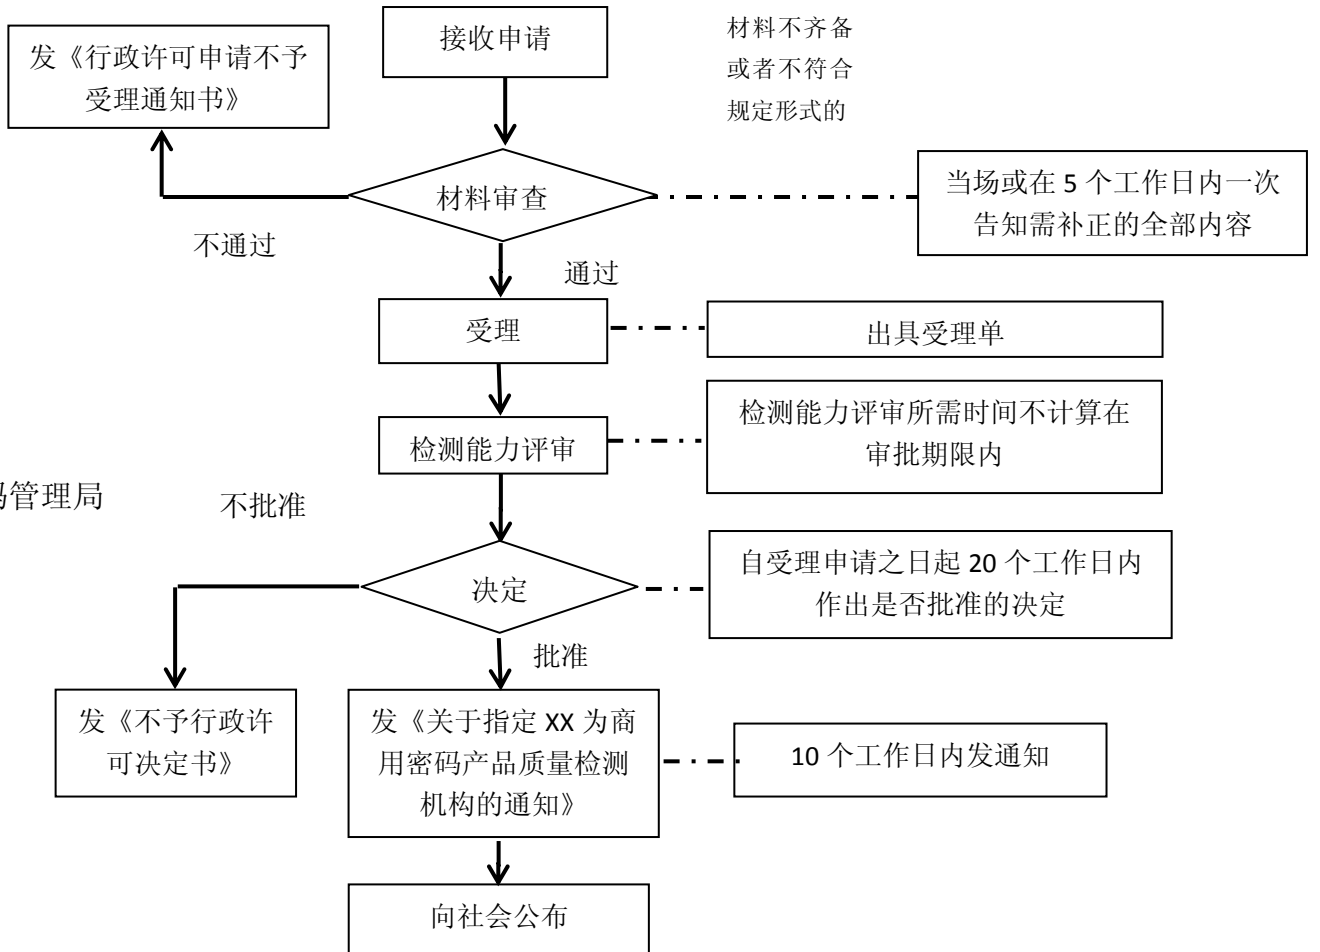 接收申请
材料不齐备
或者不符合
规定形式的
发《行政许可申请不予
受理通知书》
材料审查
当场或在 5 个工作日内一次
告知需补正的全部内容
不通过
通过
受理
出具受理单
检测能力评审
检测能力评审所需时间不计算在
审批期限内
码管理局
不批准
决定
自受理申请之日起 20 个工作日内
作出是否批准的决定
批准
发《不予行政许
可决定书》
发《关于指定 XX 为商
用密码产品质量检测
机构的通知》
10 个工作日内发通知
向社会公布